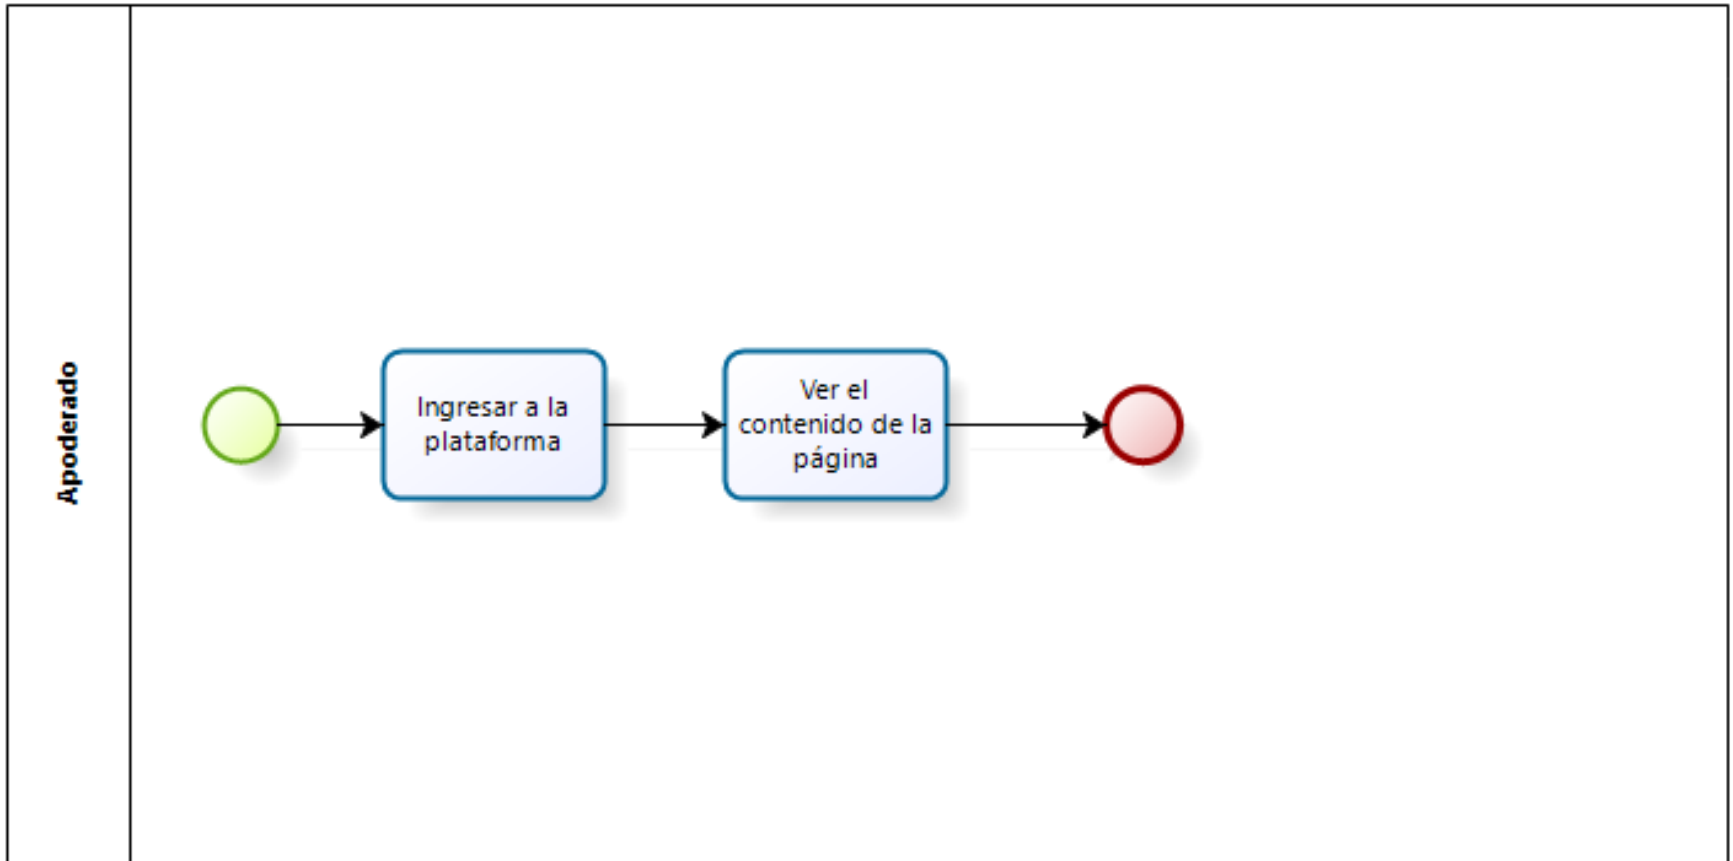 Apoderado
Ingresar a la
plataforma
Ver el
contenido de la
página